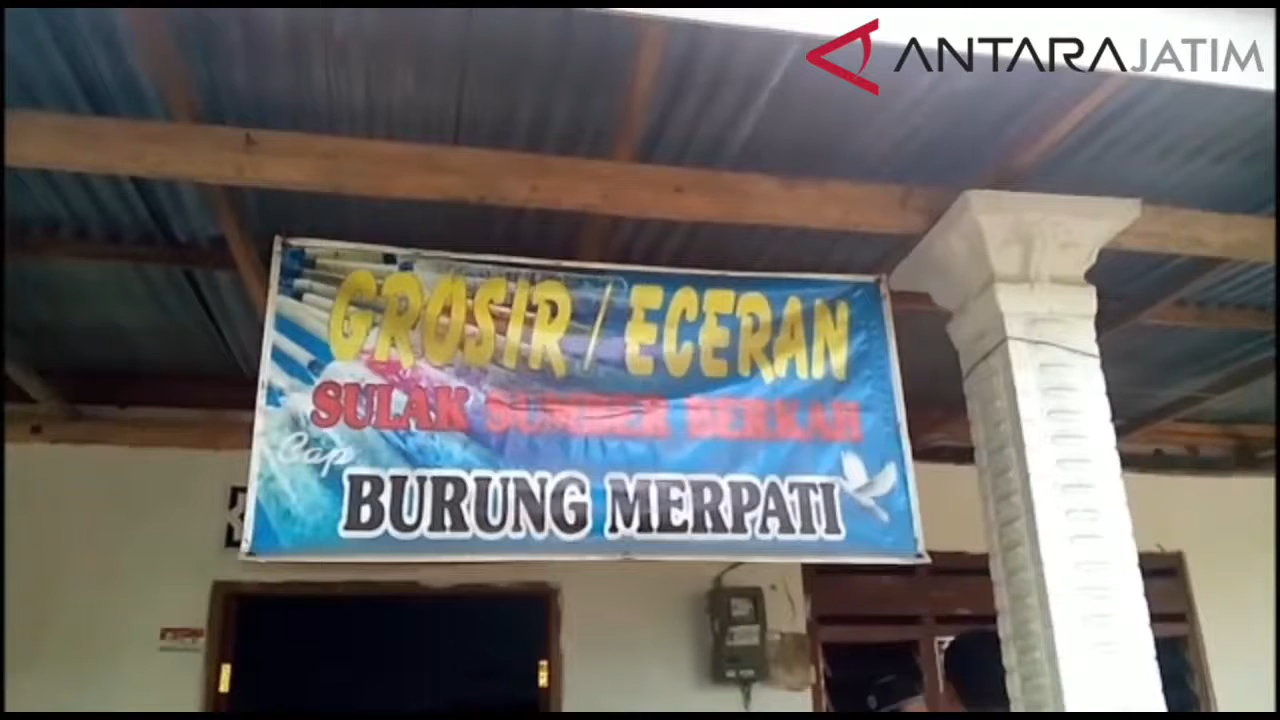 ANTARAJATIM
GROSIR / ECERAN
SULAK SUMBER BERKAH
Cap
BURUNG MERPATI